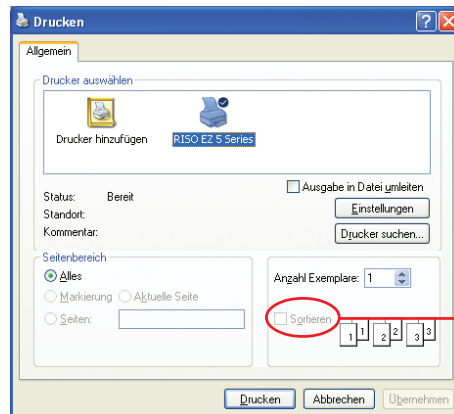 Drucken
Allgemein
Drucker auswählen
Drucker hinzufügen
RISO EZ 5 Series
Status: Bereit
Standort:
Kommentar:
Ausgabe in Datei umleiten
Einstellungen
Drucker suchen...
Seitenbereich
Alles
Markierung Aktuelle Seite
Seiten:
Anzahl Exemplare: 1
Sortieren
1 1 2 2 3 3
Drucken Abbrechen Übernehmen